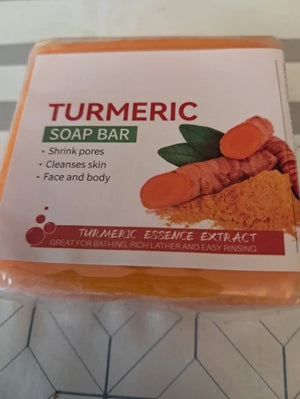 TURMERIC
SOAP BAR
- Shrink pores
- Cleanses skin
- Face and body
TURMERIC ESSENCE EXTRACT
GREAT FOR BATHING. RICH LATHER AND EASY RINSING